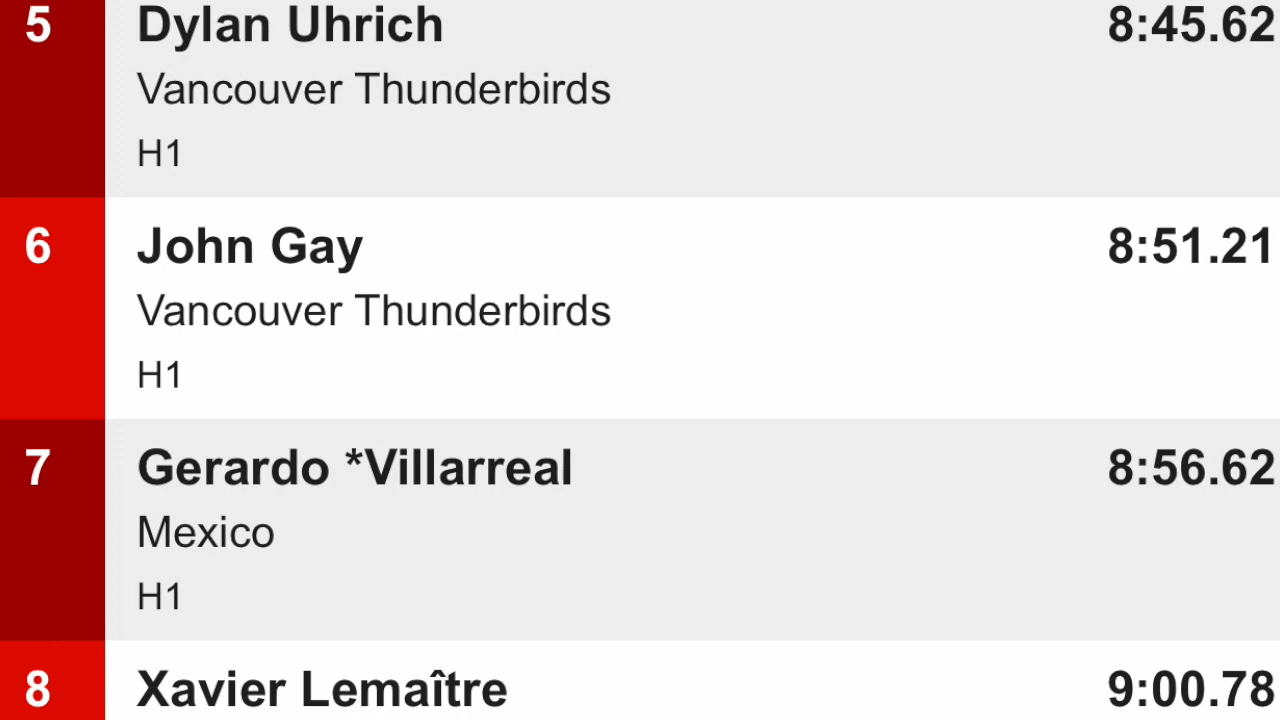 5 Dylan Uhrich 8:45.62
Vancouver Thunderbirds
H1
6 John Gay 8:51.21
Vancouver Thunderbirds
H1
7 Gerardo *Villarreal 8:56.62
Mexico
H1
8 Xavier Lemaître 9:00.78